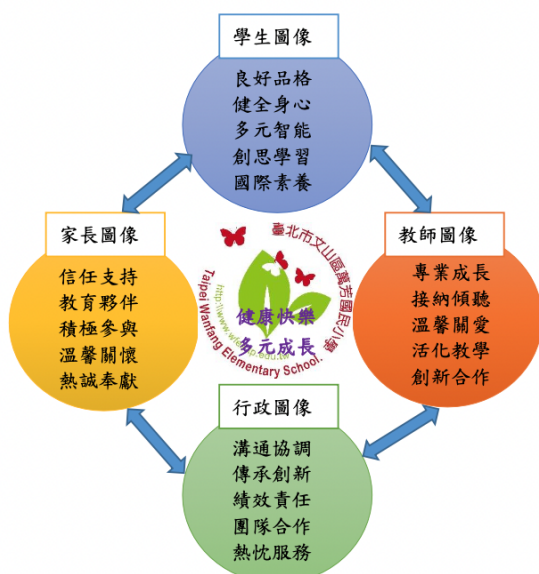 學生圖像
良好品格
健全身心
多元智能
創思學習
國際素養
家長圖像
信任支持
教育夥伴
積極參與
溫馨關懷
熱誠奉獻
臺北市文山區萬芳國民小學
健康快樂
多元成長
Taipei Wanfang Elementary School.
教師圖像
專業成長
接納傾聽
溫馨關愛
活化教學
創新合作
行政圖像
溝通協調
傳承創新
績效責任
團隊合作
熱忱服務